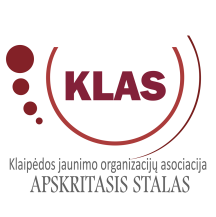 KLAS
Klaipėdos jaunimo organizacijų asociacija
APSKRITASIS STALAS